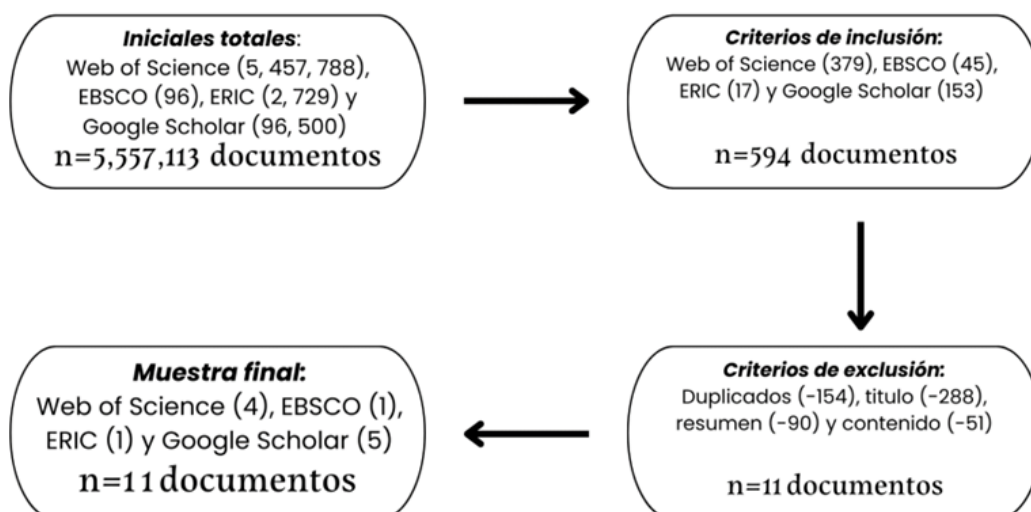 Iniciales totales:
Web of Science (5, 457, 788),
EBSCO (96), ERIC (2, 729) y
Google Scholar (96, 500)
n=5,557,113 documentos
Criterios de inclusión:
Web of Science (379), EBSCO (45),
ERIC (17) y Google Scholar (153)
n=594 documentos
Criterios de exclusión:
Duplicados (-154), titulo (-288),
resumen (-90) y contenido (-51)
n=11 documentos
Muestra final:
Web of Science (4), EBSCO (1),
ERIC (1) y Google Scholar (5)
n=11 documentos